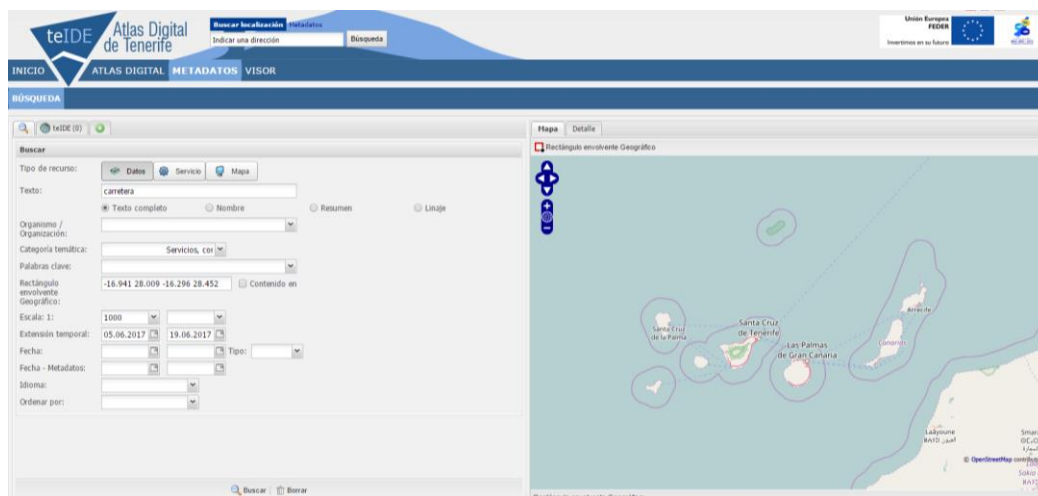 teIDE Atlas Digital de Tenerife
Buscar localización Metadatos
Indicar una dirección Búsqueda
Unión Europea
FEDER
Invertimos en su futuro
INICIO ATLAS DIGITAL METADATOS VISOR
BÚSQUEDA
teIDE (0)
Buscar
Tipo de recurso: Datos Servicio Mapa
Texto: carretera
Texto completo Nombre Resumen Linaje
Organismo /
Organización:
Categoría temática: Servicios, cor
Palabras clave:
Rectángulo
envolvente
Geográfico: -16.941 28.009 -16.296 28.452 Contenido en
Escala: 1: 1000
Extensión temporal: 05.06.2017 19.06.2017
Fecha: Tipo:
Fecha - Metadatos:
Idioma:
Ordenar por:
Buscar Borrar
Mapa Detalle
Rectángulo envolvente Geográfico
Arrecife
Santa Cruz
de la Palma
Santa Cruz
de Tenerife
Las Palmas
de Gran Canaria
Canarias
Laâyoune
© OpenStreetMap
Rectángulo envolvente Geográfico: